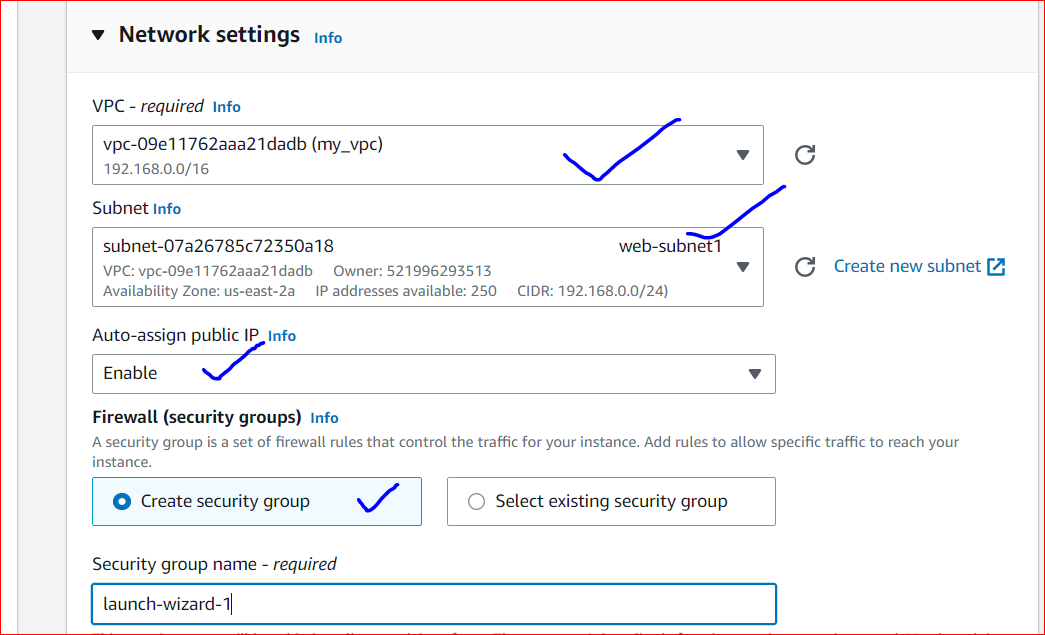 Network settings Info
VPC - required Info
vpc-09e11762aaa21dadb (my_vpc)
192.168.0.0/16
Subnet Info
subnet-07a26785c72350a18 web-subnet1
VPC: vpc-09e11762aaa21dadb Owner: 521996293513
Availability Zone: us-east-2a IP addresses available: 250 CIDR: 192.168.0.0/24)
Create new subnet
Auto-assign public IP Info
Enable
Firewall (security groups) Info
A security group is a set of firewall rules that control the traffic for your instance. Add rules to allow specific traffic to reach your
instance.
Create security group Select existing security group
Security group name - required
launch-wizard-1